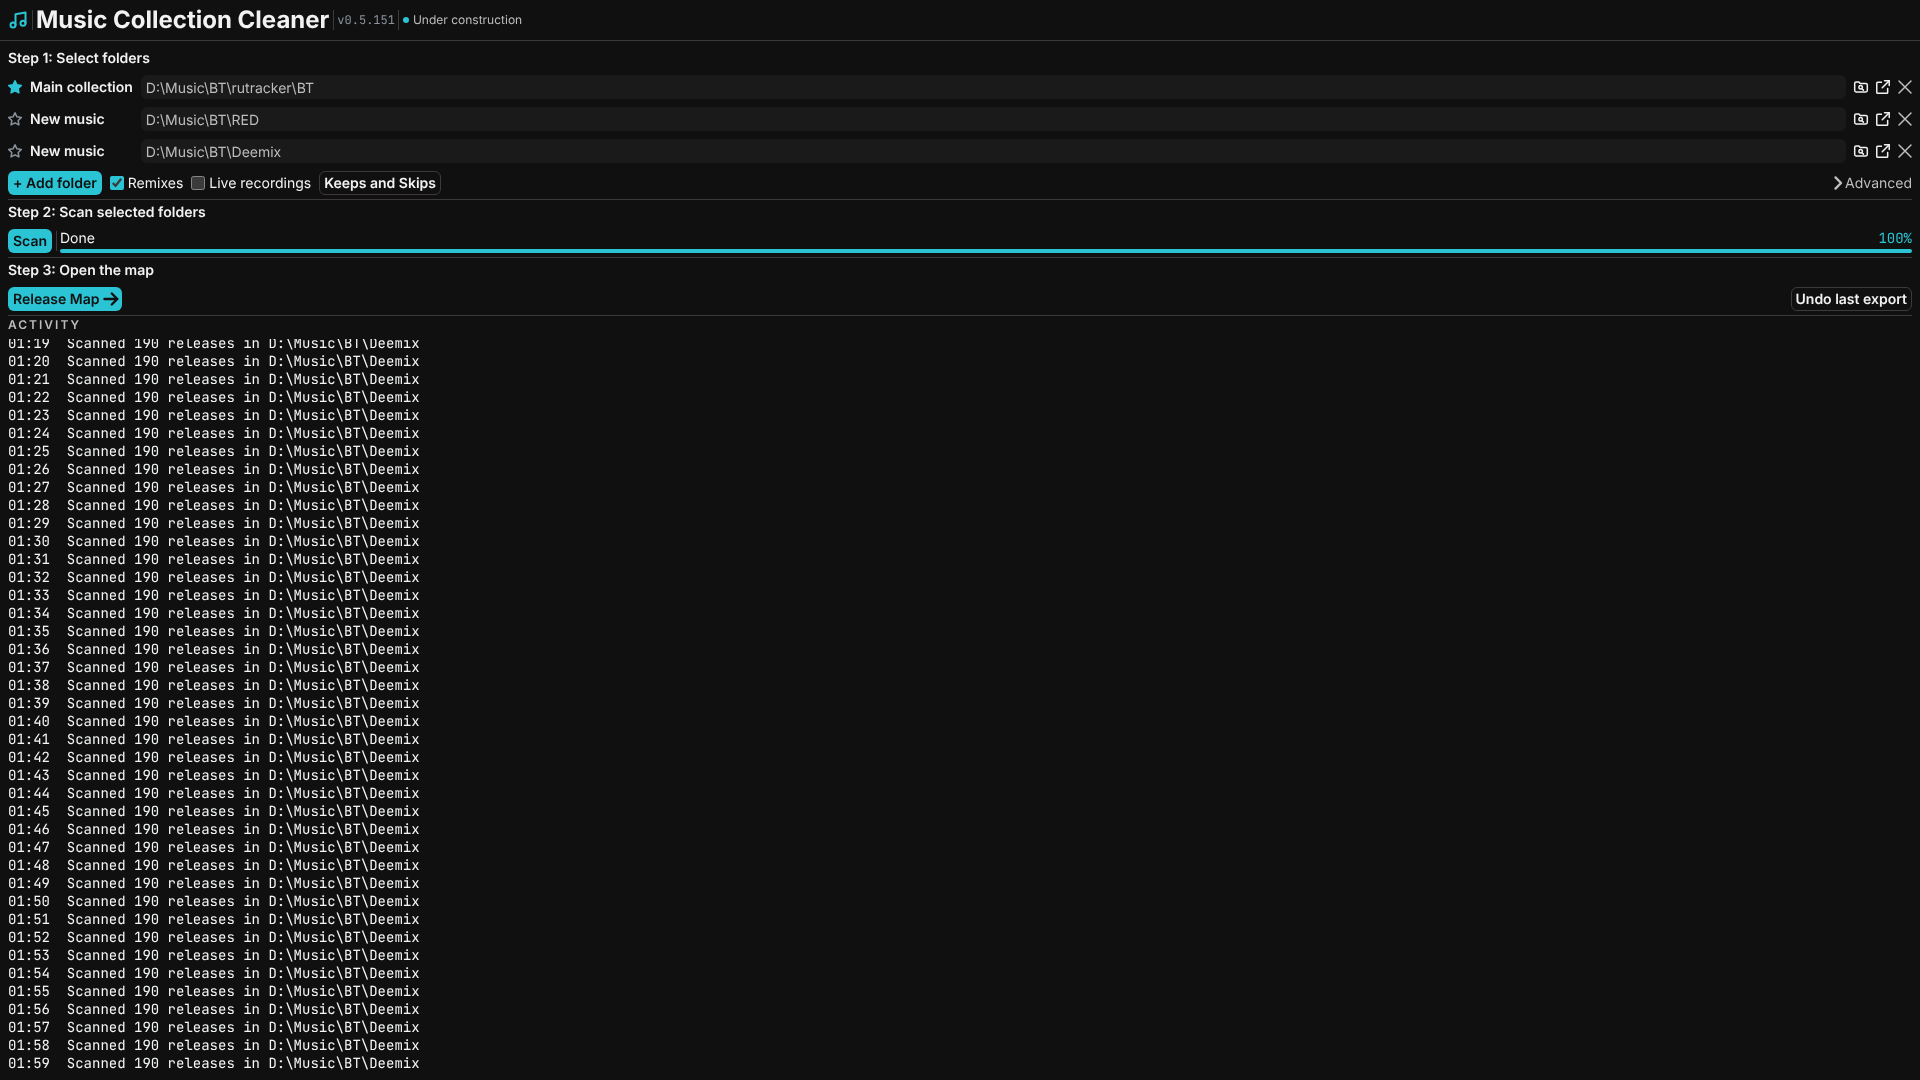 Music Collection Cleaner v0.5.151 Under construction
Step 1: Select folders
Main collection D:\Music\BT\rutracker\BT
New music D:\Music\BT\RED
New music D:\Music\BT\Deemix
+ Add folder Remixes Live recordings Keeps and Skips Advanced
Step 2: Scan selected folders
Scan Done 100%
Step 3: Open the map
Release Map Undo last export
ACTIVITY
01:19 Scanned 190 releases in D:\Music\BT\Deemix
01:20 Scanned 190 releases in D:\Music\BT\Deemix
01:21 Scanned 190 releases in D:\Music\BT\Deemix
01:22 Scanned 190 releases in D:\Music\BT\Deemix
01:23 Scanned 190 releases in D:\Music\BT\Deemix
01:24 Scanned 190 releases in D:\Music\BT\Deemix
01:25 Scanned 190 releases in D:\Music\BT\Deemix
01:26 Scanned 190 releases in D:\Music\BT\Deemix
01:27 Scanned 190 releases in D:\Music\BT\Deemix
01:28 Scanned 190 releases in D:\Music\BT\Deemix
01:29 Scanned 190 releases in D:\Music\BT\Deemix
01:30 Scanned 190 releases in D:\Music\BT\Deemix
01:31 Scanned 190 releases in D:\Music\BT\Deemix
01:32 Scanned 190 releases in D:\Music\BT\Deemix
01:33 Scanned 190 releases in D:\Music\BT\Deemix
01:34 Scanned 190 releases in D:\Music\BT\Deemix
01:35 Scanned 190 releases in D:\Music\BT\Deemix
01:36 Scanned 190 releases in D:\Music\BT\Deemix
01:37 Scanned 190 releases in D:\Music\BT\Deemix
01:38 Scanned 190 releases in D:\Music\BT\Deemix
01:39 Scanned 190 releases in D:\Music\BT\Deemix
01:40 Scanned 190 releases in D:\Music\BT\Deemix
01:41 Scanned 190 releases in D:\Music\BT\Deemix
01:42 Scanned 190 releases in D:\Music\BT\Deemix
01:43 Scanned 190 releases in D:\Music\BT\Deemix
01:44 Scanned 190 releases in D:\Music\BT\Deemix
01:45 Scanned 190 releases in D:\Music\BT\Deemix
01:46 Scanned 190 releases in D:\Music\BT\Deemix
01:47 Scanned 190 releases in D:\Music\BT\Deemix
01:48 Scanned 190 releases in D:\Music\BT\Deemix
01:49 Scanned 190 releases in D:\Music\BT\Deemix
01:50 Scanned 190 releases in D:\Music\BT\Deemix
01:51 Scanned 190 releases in D:\Music\BT\Deemix
01:52 Scanned 190 releases in D:\Music\BT\Deemix
01:53 Scanned 190 releases in D:\Music\BT\Deemix
01:54 Scanned 190 releases in D:\Music\BT\Deemix
01:55 Scanned 190 releases in D:\Music\BT\Deemix
01:56 Scanned 190 releases in D:\Music\BT\Deemix
01:57 Scanned 190 releases in D:\Music\BT\Deemix
01:58 Scanned 190 releases in D:\Music\BT\Deemix
01:59 Scanned 190 releases in D:\Music\BT\Deemix